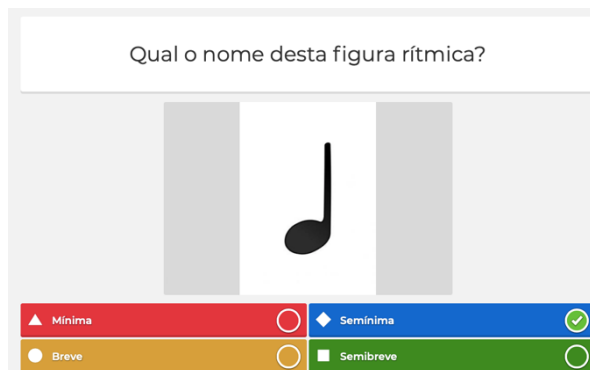 Qual o nome desta figura rítmica?
Mínima
Semínima
Breve
Semibreve